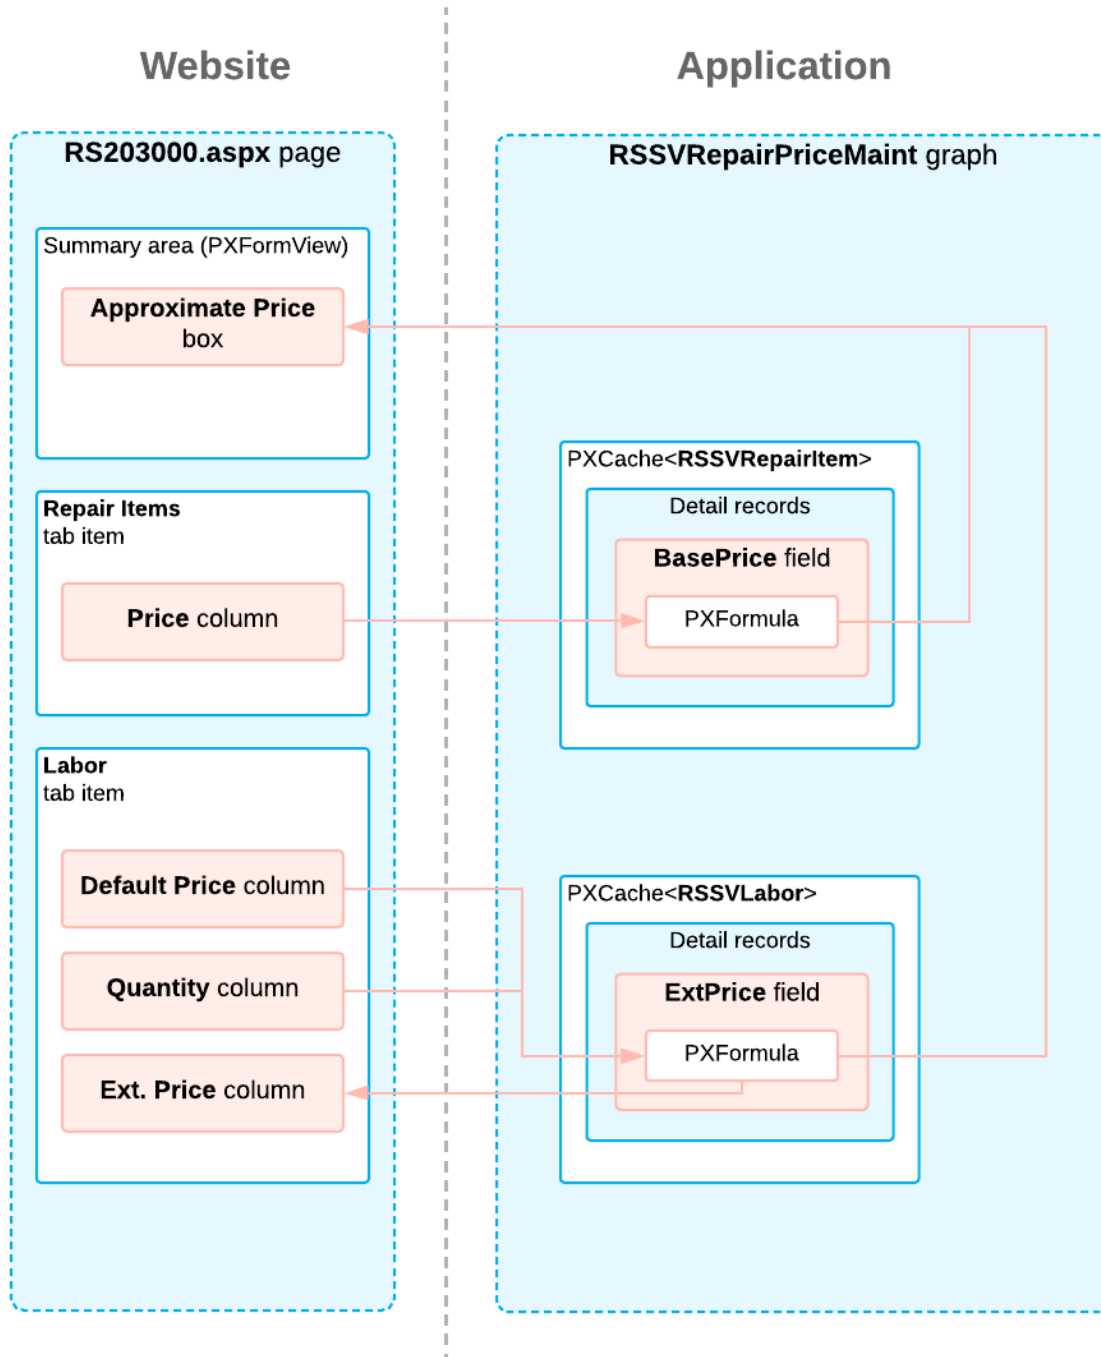 Website
Application
RS203000.aspx page
RSSVRepairPriceMaint graph
Summary area (PXFormView)
Approximate Price
box
PXCache<RSSVRepairItem>
Detail records
BasePrice field
PXFormula
Repair Items
tab item
Price column
Labor
tab item
Default Price column
Quantity column
Ext. Price column
PXCache<RSSVLabor>
Detail records
ExtPrice field
PXFormula